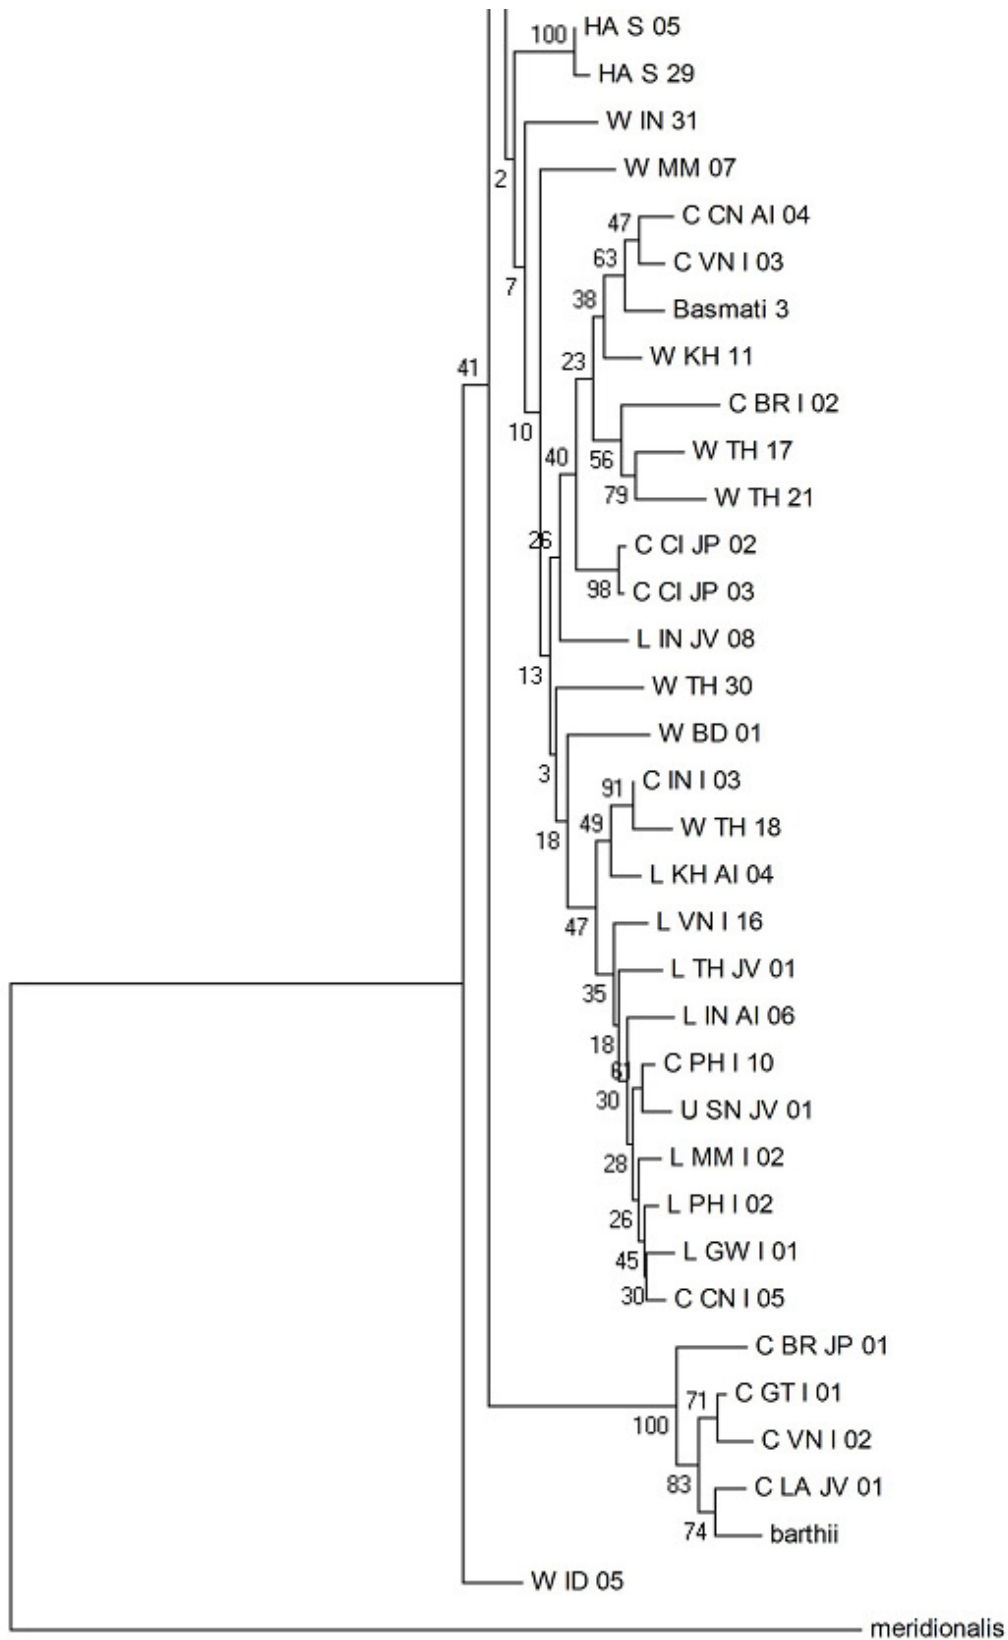 HA S 05
100
HA S 29
W IN 31
W MM 07
2
C CN AI 04
47
C VN I 03
63
7
38
Basmati 3
W KH 11
23
41
C BR I 02
10
W TH 17
40
56
79
W TH 21
26
C CI JP 02
98
C CI JP 03
L IN JV 08
13
W TH 30
W BD 01
3
C IN I 03
91
49
W TH 18
18
L KH AI 04
47
L VN I 16
L TH JV 01
35
L IN AI 06
18
C PH I 10
61
30
U SN JV 01
L MM I 02
28
L PH I 02
26
L GW I 01
45
30
C CN I 05
C BR JP 01
C GT I 01
71
100
C VN I 02
83
C LA JV 01
74
barthii
W ID 05
meridionalis